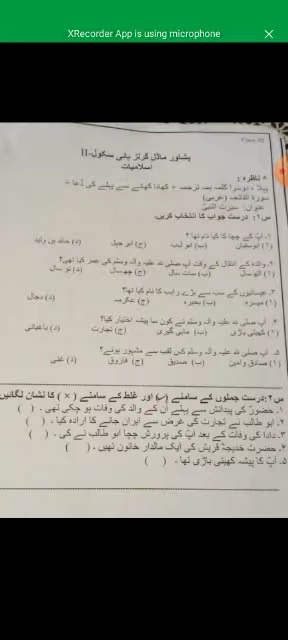 XRecorder App is using microphone
Class III
پشاور ماڈل گرلز ہائی سکول-II
اسلامیات
* ناظرہ:
پہلا، دوسرا کلمہ بمہ ترجمہ + کھانا کھانے سے پہلے کی دُعا +
سورۃ الفاتحہ (عربی)
عنوان: سیرت النبیؐ
س۱: درست جواب کا انتخاب کریں۔
۱. آپؐ کے چچا کا کیا نام تھا؟
(ا) ابوسفیان (ب) ابو لہب (ج) ابو جہل (د) خالد بن ولید
۲. والدہ کے انتقال کے وقت آپ صلی اللہ علیہ والہ وسلم کی عمر کیا تھی؟
(ا) آٹھ سال (ب) سات سال (ج) چھ سال (د) نو سال
۳. عیسائیوں کے سب سے بڑے راہب کا نام کیا تھا؟
(ا) میسرہ (ب) بحیرہ (ج) عکرمہ (د) دجال
۴. آپ صلی اللہ علیہ والہ وسلم نے کون سا پیشہ اختیار کیا؟
(ا) کھیتی باڑی (ب) ماہی گیری (ج) تجارت (د) باغبانی
۵. آپ صلی اللہ علیہ والہ وسلم کس لقب سے مشہور ہوئے؟
(ا) صادق وامین (ب) صدیق (ج) فاروق (د) غنی
س۲: درست جملوں کے سامنے (✓) اور غلط کے سامنے (×) کا نشان لگائیں
۱. حضورؐ کی پیدائش سے پہلے ان کے والد کی وفات ہو چکی تھی۔ ( )
۲. ابو طالب نے تجارت کی غرض سے ایران جانے کا ارادہ کیا۔ ( )
۳. دادا کی وفات کے بعد آپؐ کی پرورش چچا ابو طالب نے کی۔ ( )
۴. حضرت خدیجہؓ قریش کی ایک مالدار خاتون تھیں۔ ( )
۵. آپؐ کا پیشہ کھیتی باڑی تھا۔ ( )